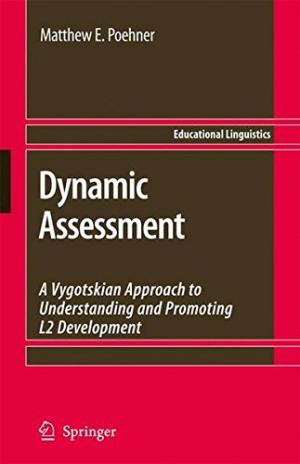 Matthew E. Poehner
Educational Linguistics
Dynamic
Assessment
A Vygotskian Approach to
Understanding and Promoting
L2 Development
Springer